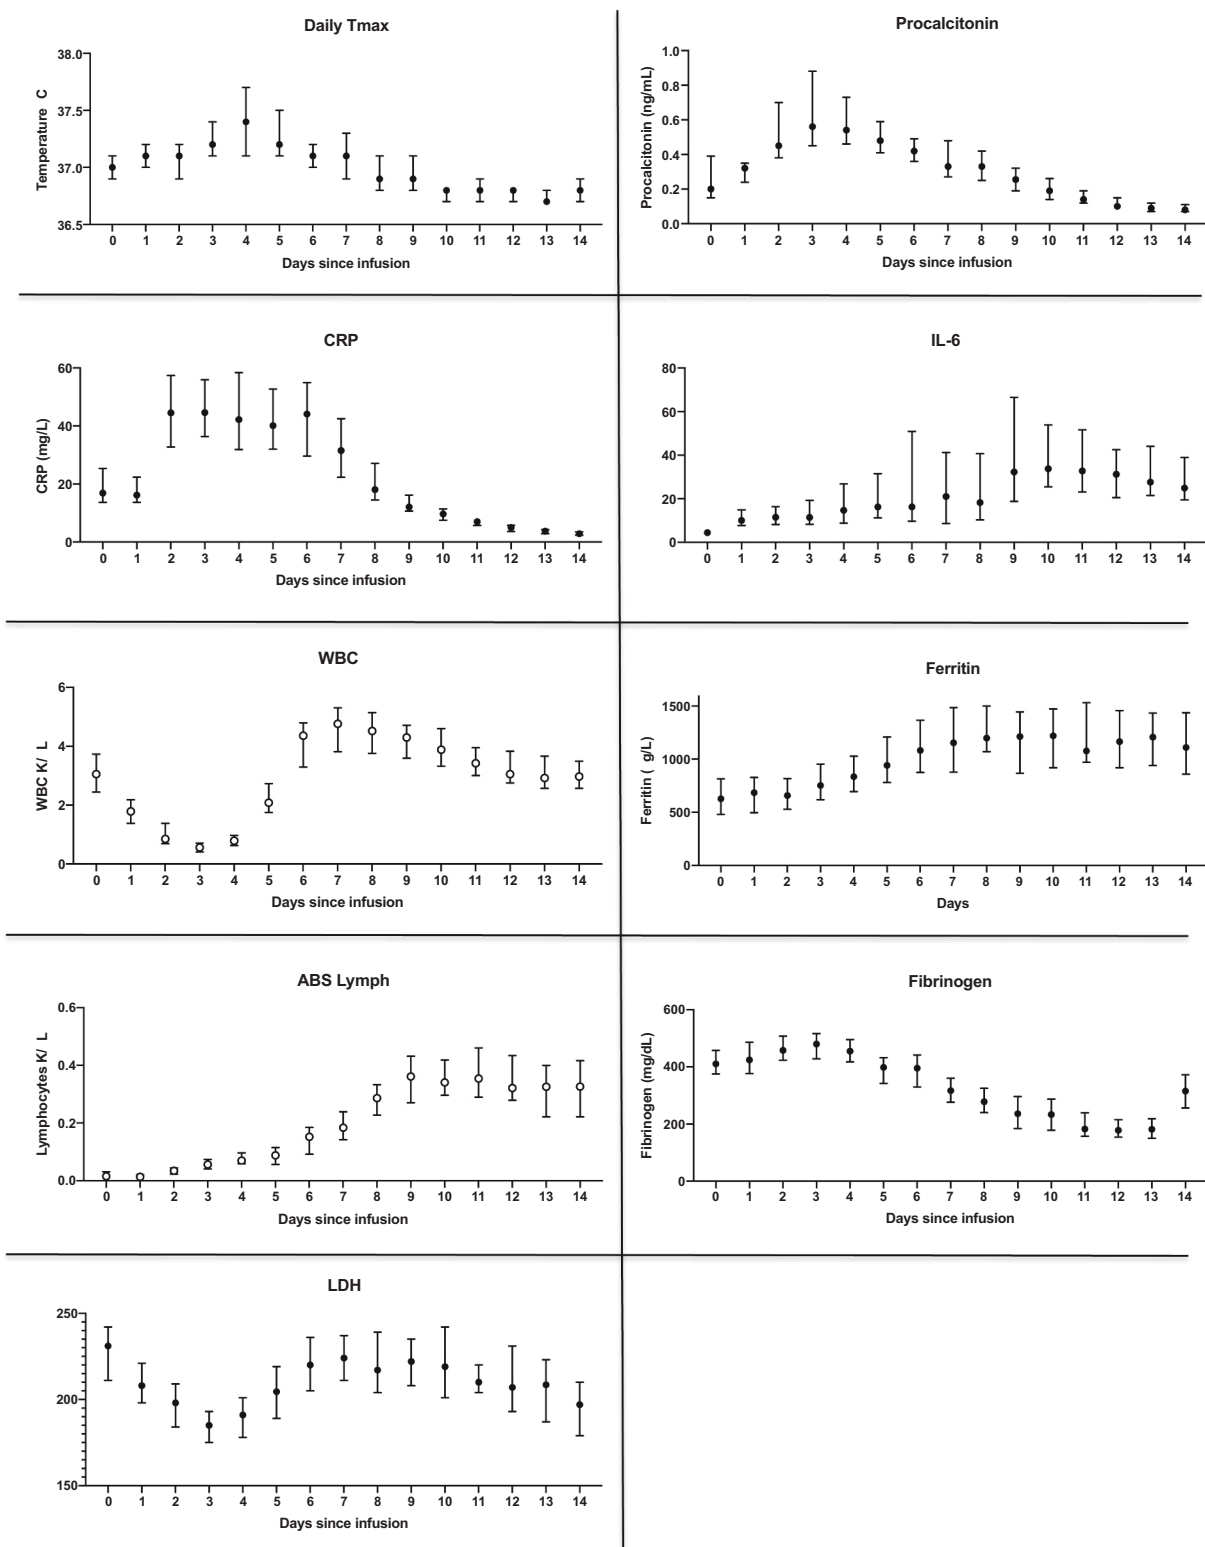 Daily Tmax
Temperature C
38.0
37.5
37.0
36.5
0 1 2 3 4 5 6 7 8 9 10 11 12 13 14
Days since infusion
Procalcitonin
Procalcitonin (ng/mL)
1.0
0.8
0.6
0.4
0.2
0.0
0 1 2 3 4 5 6 7 8 9 10 11 12 13 14
Days since infusion
CRP
CRP (mg/L)
60
40
20
0
0 1 2 3 4 5 6 7 8 9 10 11 12 13 14
Days since infusion
IL-6
80
60
40
20
0
0 1 2 3 4 5 6 7 8 9 10 11 12 13 14
WBC
WBC K/ L
6
4
2
0
0 1 2 3 4 5 6 7 8 9 10 11 12 13 14
Days since infusion
Ferritin
Ferritin ( g/L)
1500
1000
500
0
0 1 2 3 4 5 6 7 8 9 10 11 12 13 14
Days
ABS Lymph
Lymphocytes K/ L
0.6
0.4
0.2
0.0
0 1 2 3 4 5 6 7 8 9 10 11 12 13 14
Days since infusion
Fibrinogen
Fibrinogen (mg/dL)
600
400
200
0
0 1 2 3 4 5 6 7 8 9 10 11 12 13 14
Days since infusion
LDH
250
200
150
0 1 2 3 4 5 6 7 8 9 10 11 12 13 14
Days since infusion